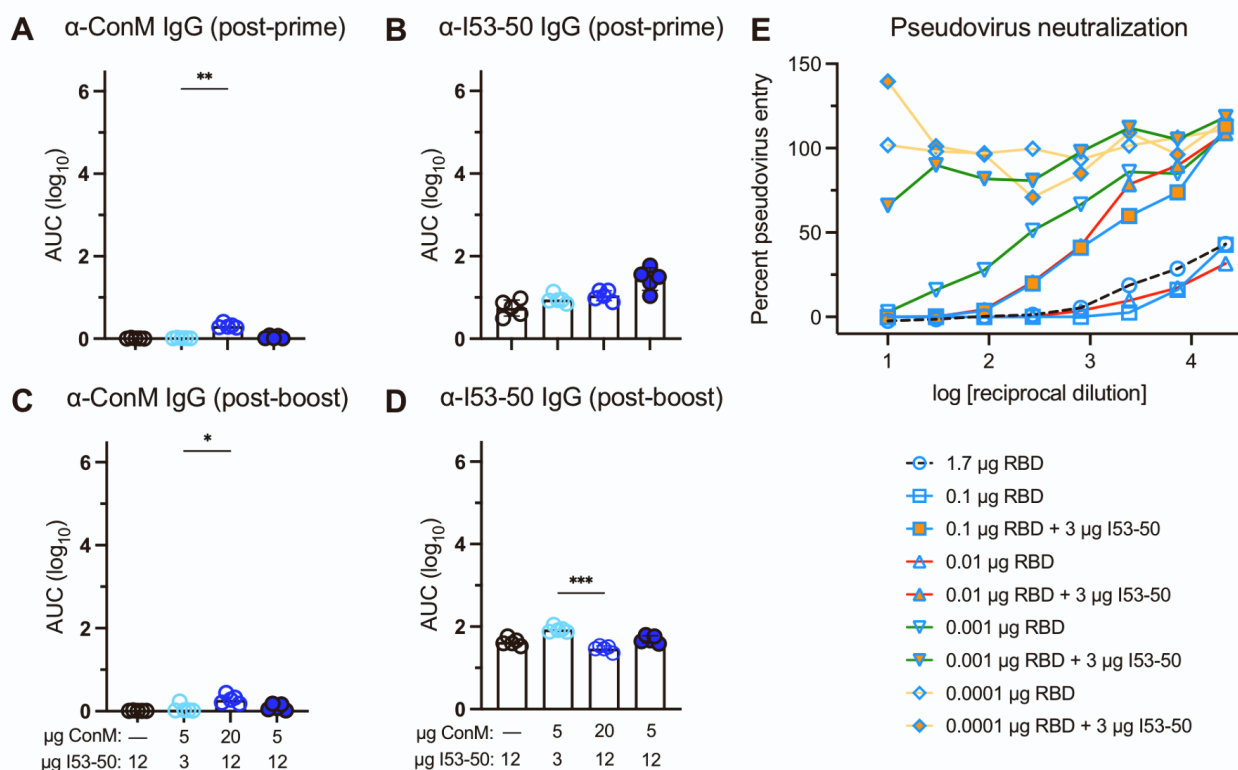 A α-ConM IgG (post-prime)
**
AUC (log10)
6
4
2
0
B α-I53-50 IgG (post-prime)
AUC (log10)
6
4
2
0
E Pseudovirus neutralization
Percent pseudovirus entry
150
100
50
0
1 2 3 4
log [reciprocal dilution]
C α-ConM IgG (post-boost)
*
AUC (log10)
6
4
2
0
µg ConM: — 5 20 5
µg I53-50: 12 3 12 12
D α-I53-50 IgG (post-boost)
***
AUC (log10)
6
4
2
0
— 5 20 5
12 3 12 12
1.7 µg RBD
0.1 µg RBD
0.1 µg RBD + 3 µg I53-50
0.01 µg RBD
0.01 µg RBD + 3 µg I53-50
0.001 µg RBD
0.001 µg RBD + 3 µg I53-50
0.0001 µg RBD
0.0001 µg RBD + 3 µg I53-50